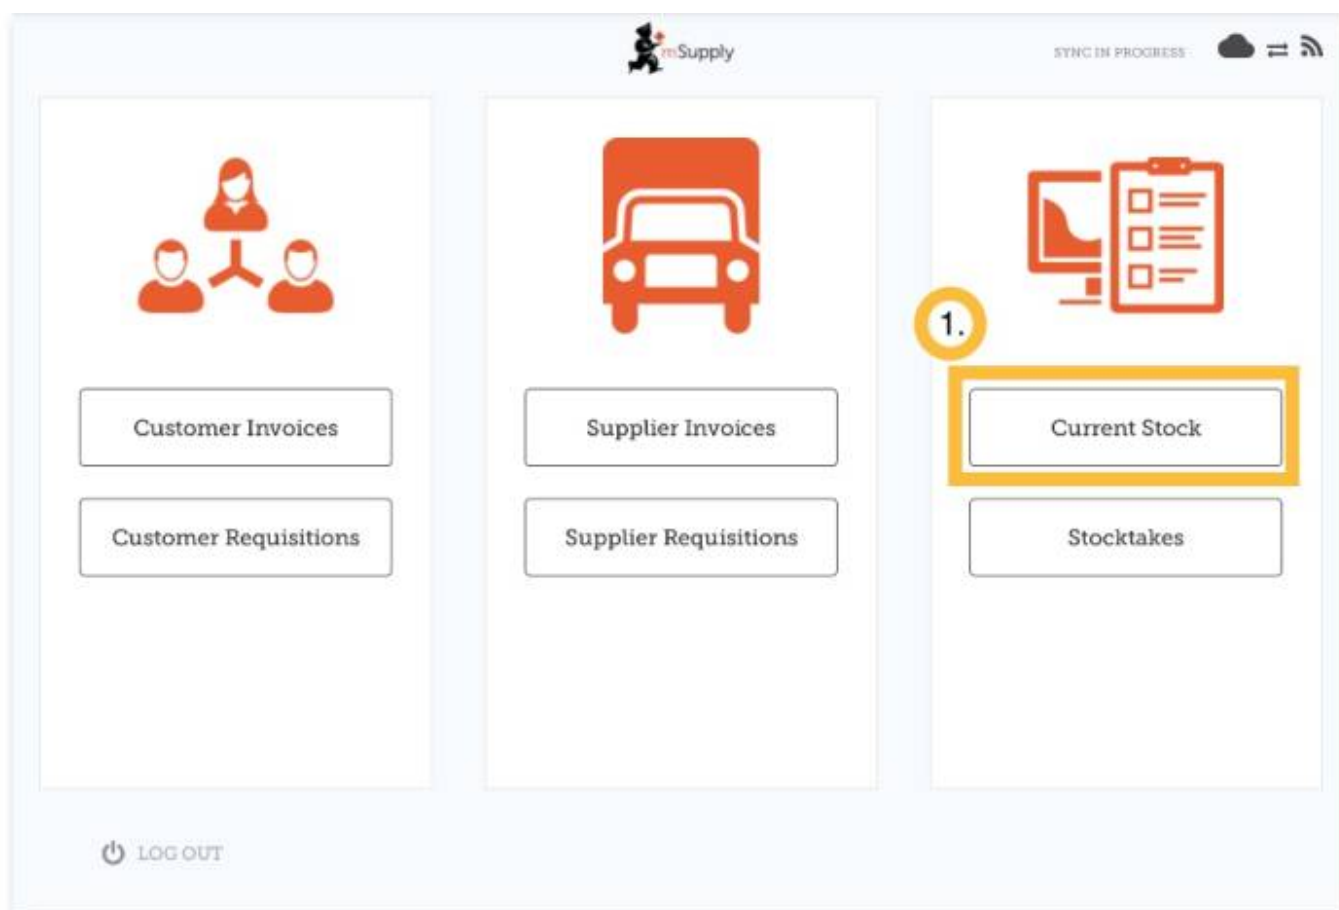 mSupply
SYNC IN PROGRESS
1.
Customer Invoices
Supplier Invoices
Current Stock
Customer Requisitions
Supplier Requisitions
Stocktakes
LOG OUT